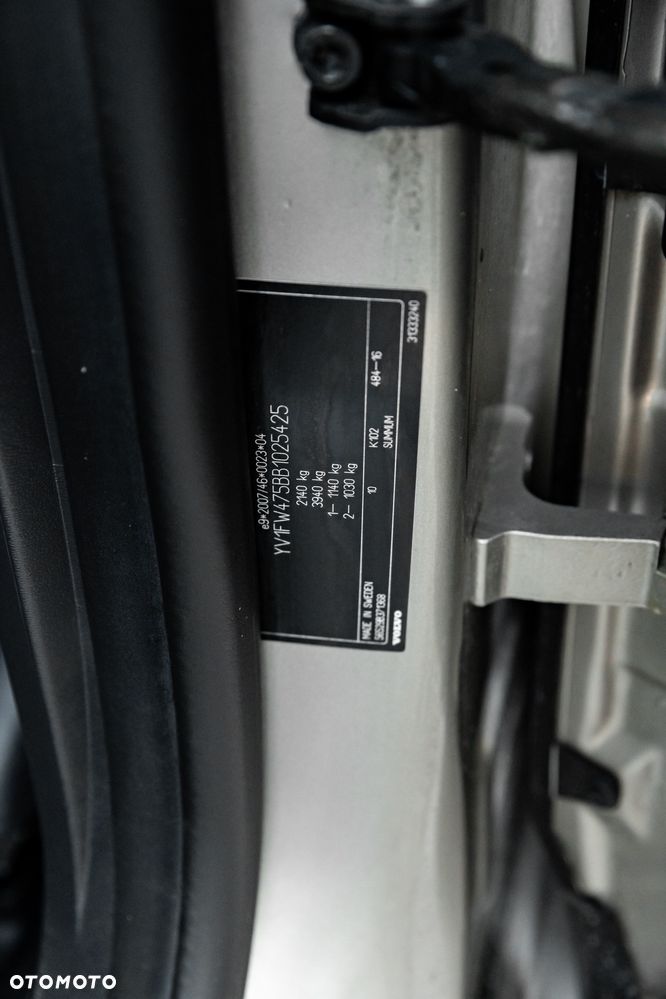 e9*2007/46*0023*04
YV1FW475BB1025425
2140 kg
3940 kg
1- 1140 kg
2- 1030 kg
10 K102 484-16
SUMMUM
MADE IN SWEDEN
VOLVO
31333240
OTOMOTO